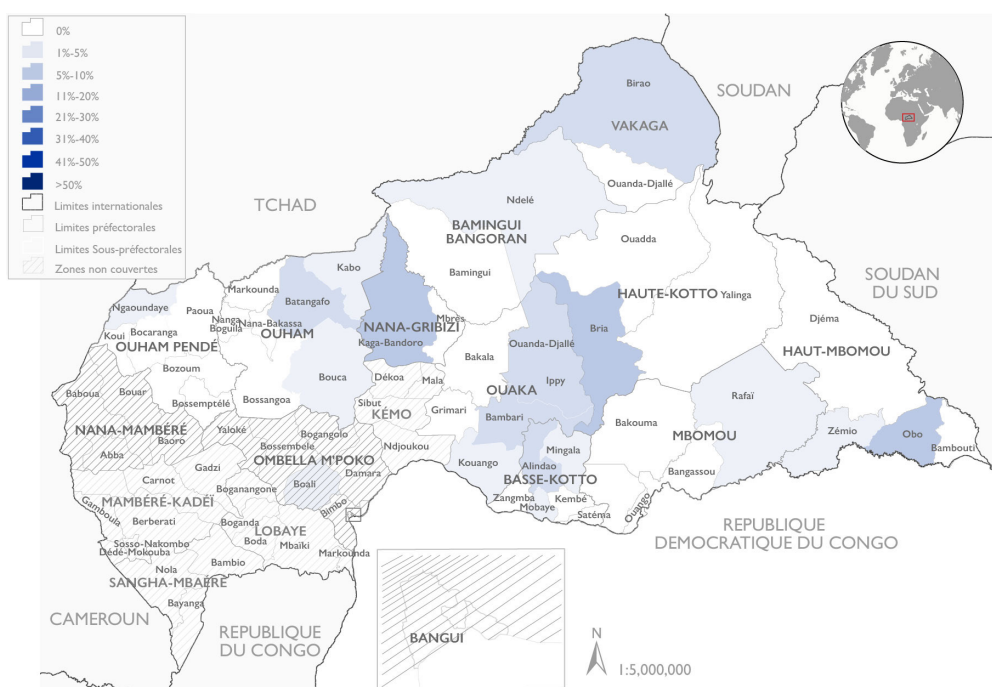 0%
1%-5%
5%-10%
11%-20%
21%-30%
31%-40%
41%-50%
>50%
Limites internationales
Limites préfectorales
Limites Sous-préfectorales
Zones non couvertes
SOUDAN
Birao
VAKAGA
Ouanda-Djallé
TCHAD
Ndelé
BAMINGUI
BANGORAN
Ouadda
Kabo
Bamingui
Markounda
Batangafo
HAUTE-KOTTO
Yalinga
SOUDAN
DU SUD
Ngaoundaye
Paoua
Nanga
Boguila
Nana-Bakassa
OUHAM
Mbrès
NANA-GRIBIZI
Kaga-Bandoro
Bria
Djéma
Koui
Bocaranga
OUHAM PENDÉ
Ouanda-Djallé
HAUT-MBOMOU
Bakala
Bozoum
Bouca
Dékoa
Mala
Ippy
OUAKA
Baboua
Bouar
Bossemptélé
Bossangoa
Sibut
KÉMO
Grimari
Bambari
Rafaï
NANA-MAMBÉRÉ
Baoro
Yaloké
Bogangolo
Bossembele
Ndjoukou
Bakouma
MBOMOU
Zémio
Obo
Bambouti
Abba
OMBELLA M'POKO
Damara
Kouango
Mingala
Alindao
BASSE-KOTTO
Bangassou
Gadzi
Carnot
Boali
Boganangone
Zangmba
Mobaye
Kembé
Satéma
Ouango
MAMBÉRÉ-KADÉÏ
Gamboula
Berberati
Bimbo
Boganda
LOBAYE
Boda
Mbaïki
Markounda
Sosso-Nakombo
Dédé-Mokouba
Nola
Bambio
SANGHA-MBAÉRÉ
Bayanga
REPUBLIQUE
DEMOCRATIQUE DU CONGO
CAMEROUN
REPUBLIQUE
DU CONGO
BANGUI
N
1:5,000,000